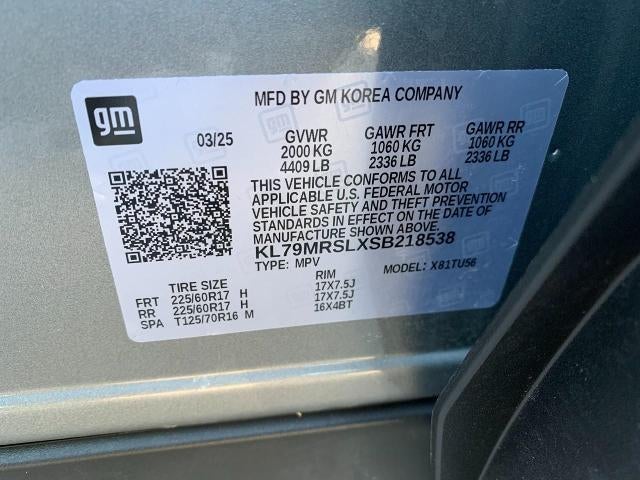 MFD BY GM KOREA COMPANY
gm
03/25 GVWR GAWR FRT GAWR RR
2000 KG 1060 KG 1060 KG
4409 LB 2336 LB 2336 LB
THIS VEHICLE CONFORMS TO ALL
APPLICABLE U.S. FEDERAL MOTOR
VEHICLE SAFETY AND THEFT PREVENTION
STANDARDS IN EFFECT ON THE DATE OF
MANUFACTURE SHOWN ABOVE.
KL79MRSLXSB218538
TYPE: MPV MODEL: X81TU56
TIRE SIZE RIM
FRT 225/60R17 H 17X7.5J
RR 225/60R17 H 17X7.5J
SPA T125/70R16 M 16X4BT